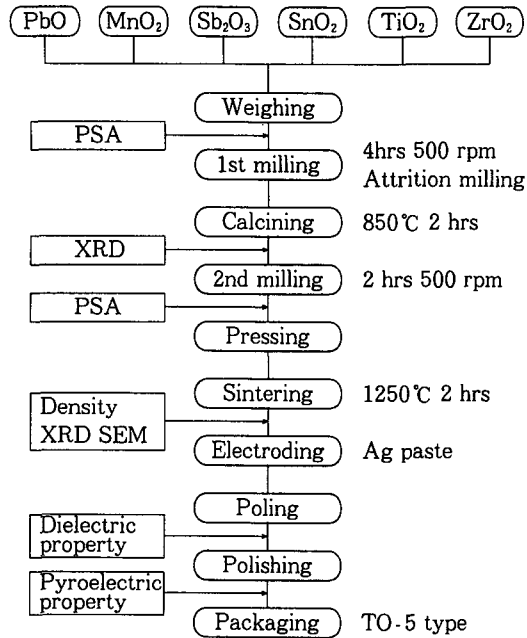 PbO MnO₂ Sb₂O₃ SnO₂ TiO₂ ZrO₂
Weighing
PSA
1st milling
4hrs 500 rpm
Attrition milling
Calcining 850℃ 2 hrs
XRD
2nd milling 2 hrs 500 rpm
PSA
Pressing
Sintering 1250℃ 2 hrs
Density
XRD SEM
Electroding Ag paste
Poling
Dielectric
property
Polishing
Pyroelectric
property
Packaging TO-5 type